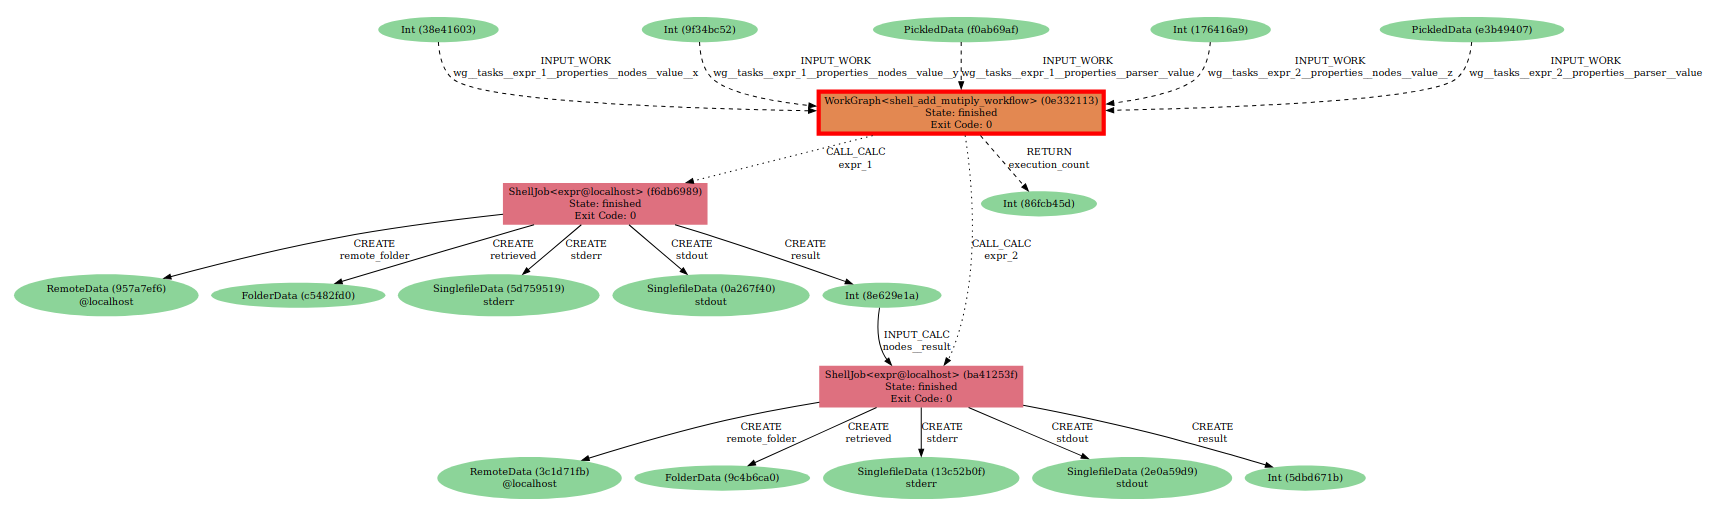 Int (38e41603)
Int (9f34bc52)
PickledData (f0ab69af)
Int (176416a9)
PickledData (e3b49407)
INPUT_WORK
wg__tasks__expr_1__properties__nodes__value__x
INPUT_WORK
wg__tasks__expr_1__properties__nodes__value__y
INPUT_WORK
wg__tasks__expr_1__properties__parser__value
INPUT_WORK
wg__tasks__expr_2__properties__nodes__value__z
INPUT_WORK
wg__tasks__expr_2__properties__parser__value
WorkGraph<shell_add_mutiply_workflow> (0e332113)
State: finished
Exit Code: 0
CALL_CALC
expr_1
RETURN
execution_count
ShellJob<expr@localhost> (f6db6989)
State: finished
Exit Code: 0
Int (86fcb45d)
CREATE
remote_folder
CREATE
retrieved
CREATE
stderr
CREATE
stdout
CREATE
result
CALL_CALC
expr_2
RemoteData (957a7ef6)
@localhost
FolderData (c5482fd0)
SinglefileData (5d759519)
stderr
SinglefileData (0a267f40)
stdout
Int (8e629e1a)
INPUT_CALC
nodes__result
ShellJob<expr@localhost> (ba41253f)
State: finished
Exit Code: 0
CREATE
remote_folder
CREATE
retrieved
CREATE
stderr
CREATE
stdout
CREATE
result
RemoteData (3c1d71fb)
@localhost
FolderData (9c4b6ca0)
SinglefileData (13c52b0f)
stderr
SinglefileData (2e0a59d9)
stdout
Int (5dbd671b)